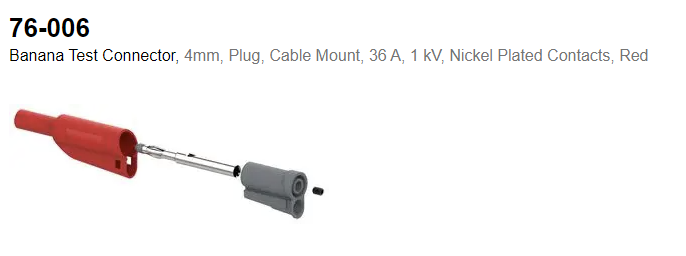 76-006
Banana Test Connector, 4mm, Plug, Cable Mount, 36 A, 1 kV, Nickel Plated Contacts, Red